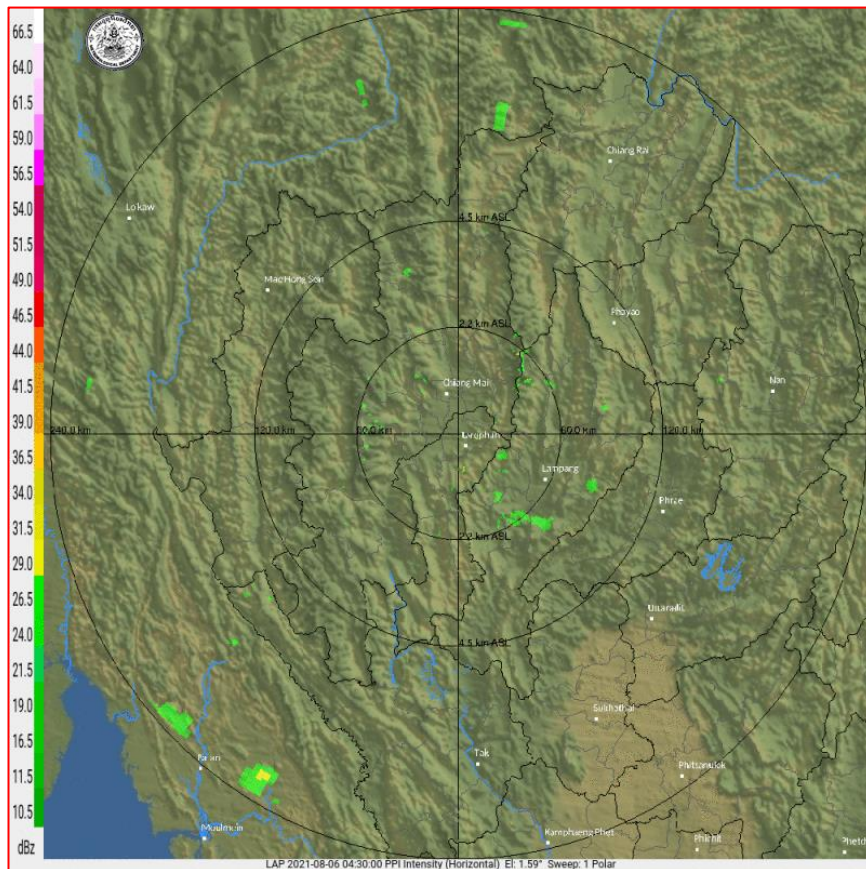 66.5
64.0
61.5
59.0
56.5
54.0
51.5
49.0
46.5
44.0
41.5
39.0
36.5
34.0
31.5
29.0
26.5
24.0
21.5
19.0
16.5
14.0
11.5
10.5
dBz
Chiang Rai
Loikaw
4.5 km ASL
Mae Hong Son
Phayao
2.2 km ASL
Chiang Mai
Nan
240.0 km
120.0 km
60.0 km
60.0 km
120.0 km
Lamphun
Lampang
Phrae
2.2 km ASL
Uttaradit
4.5 km ASL
Sukhothai
Tak
Pa'an
Phitsanulok
Moulmein
Kamphaeng Phet
Phichit
Phetch
LAP 2021-08-06 04:30:00 PPI Intensity (Horizontal) El: 1.59° Sweep: 1 Polar